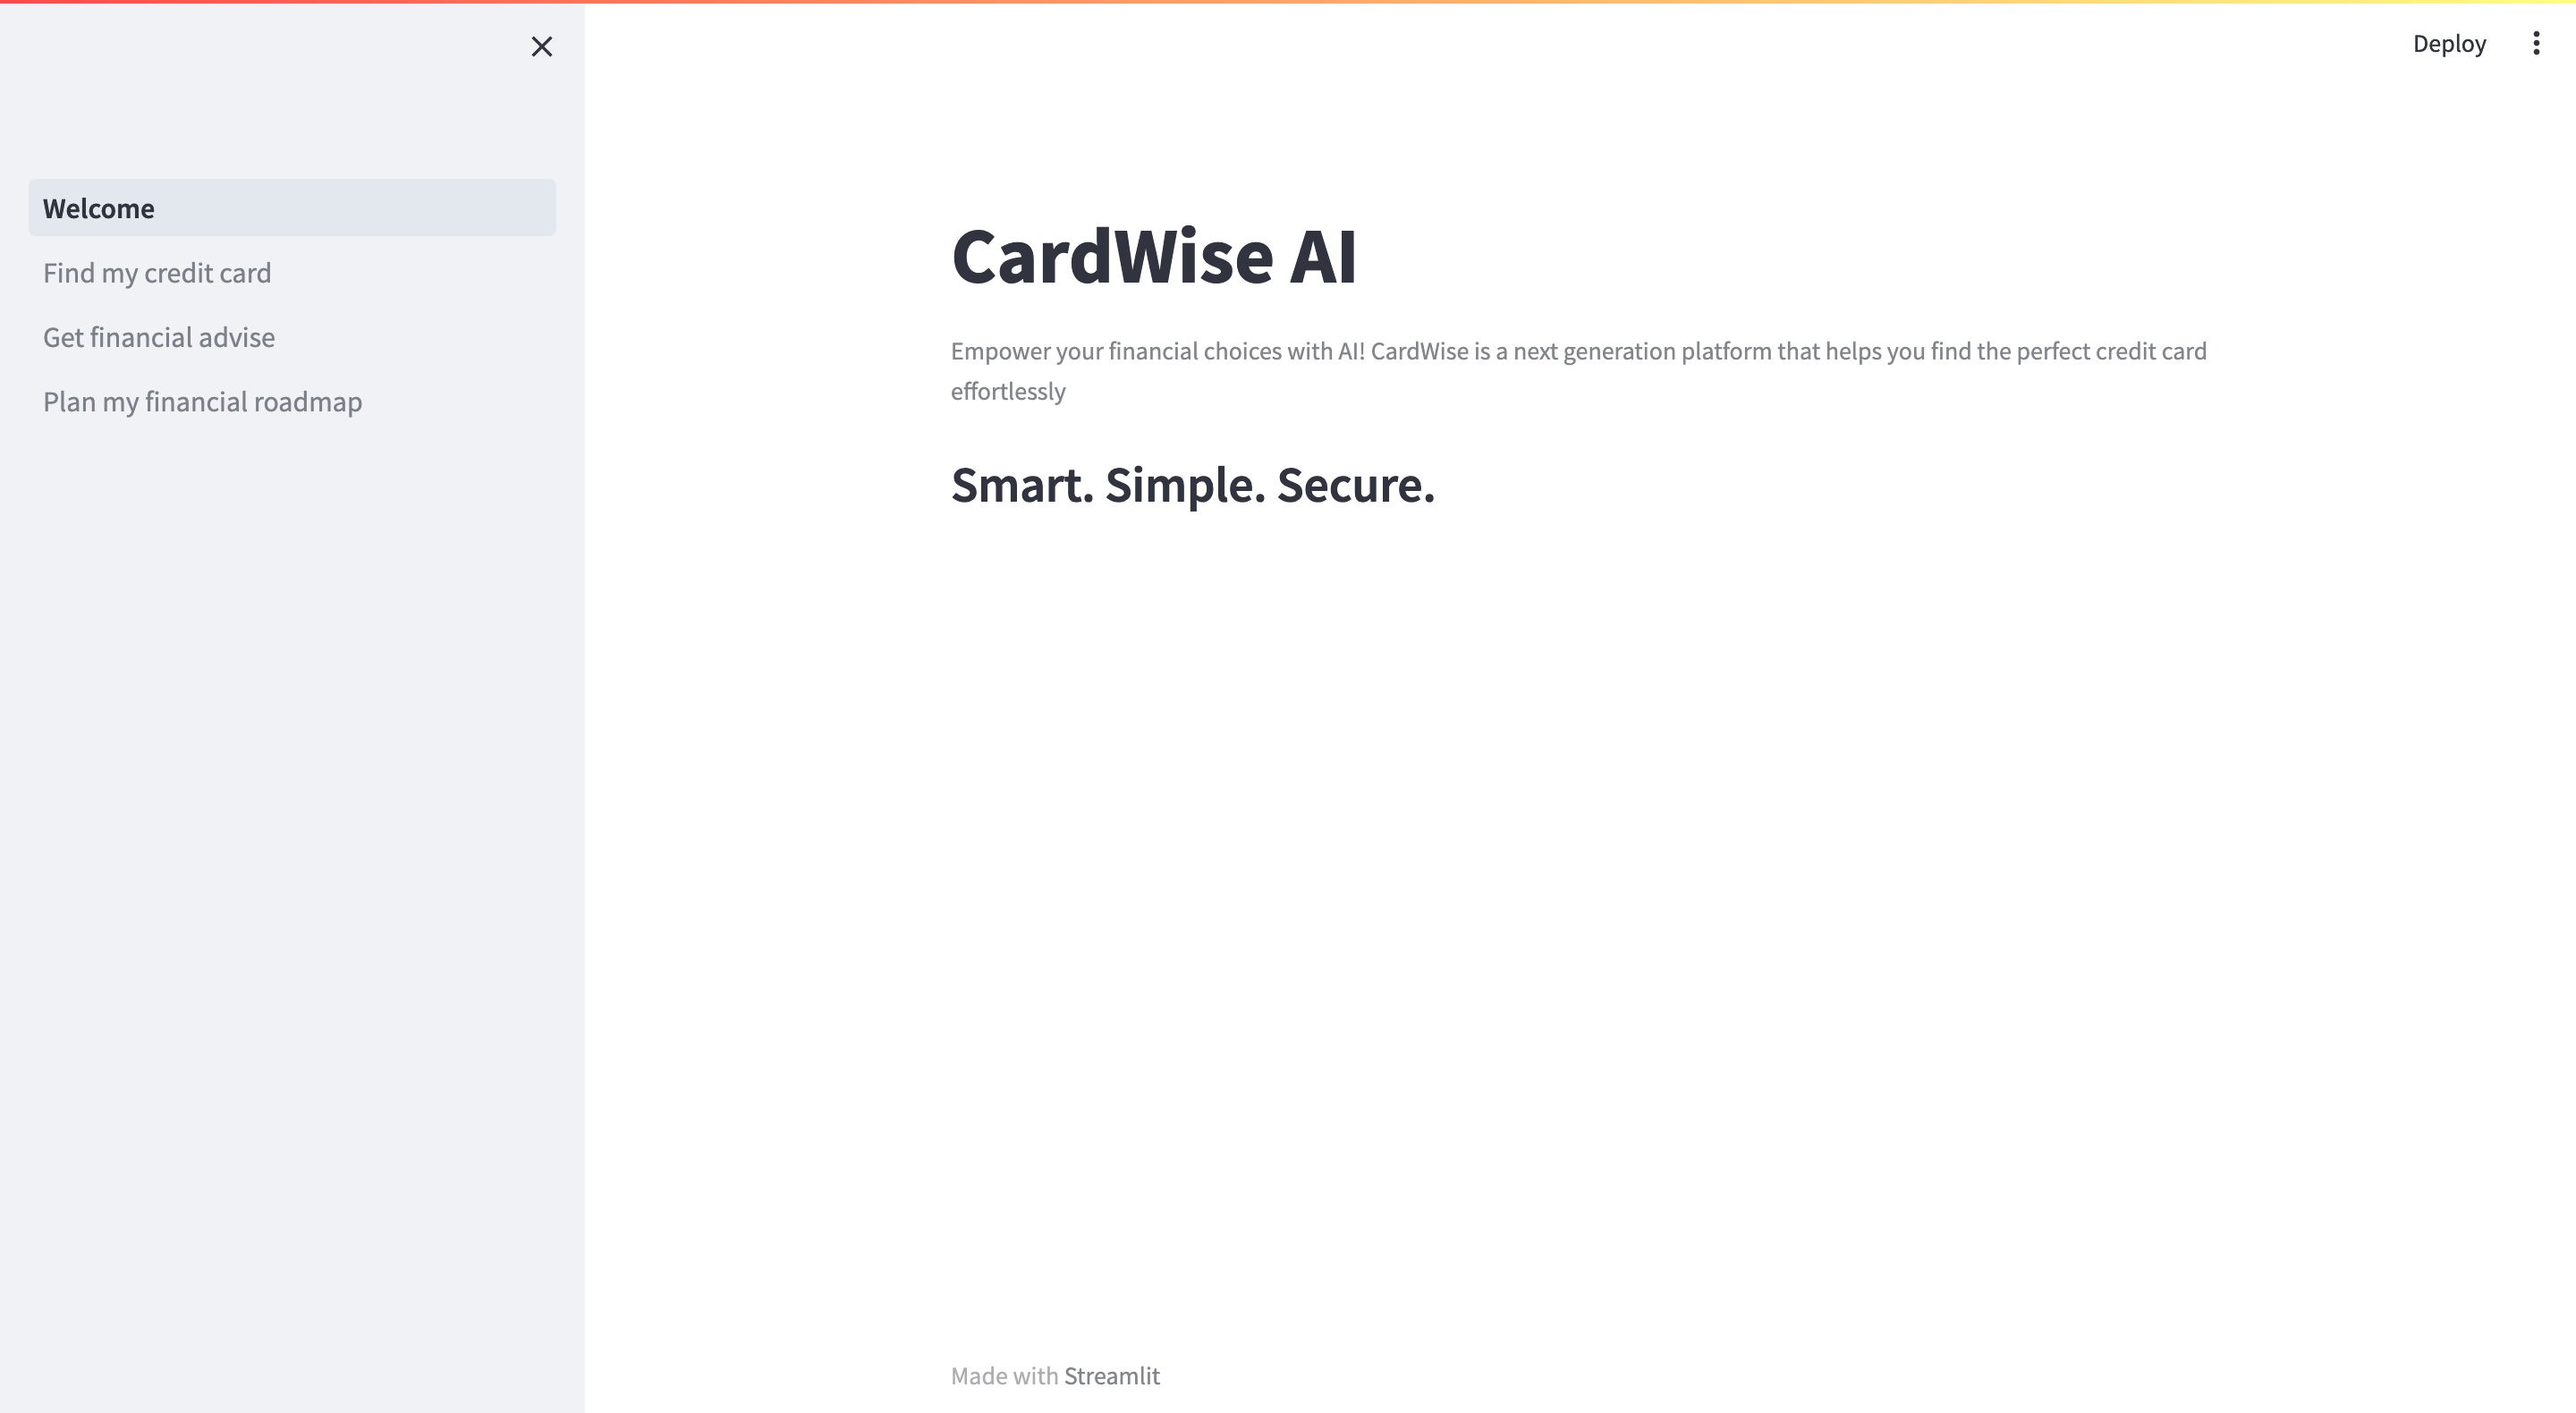 Deploy
Welcome
Find my credit card
Get financial advise
Plan my financial roadmap
CardWise AI
Empower your financial choices with AI! CardWise is a next generation platform that helps you find the perfect credit card
effortlessly
Smart. Simple. Secure.
Made with Streamlit